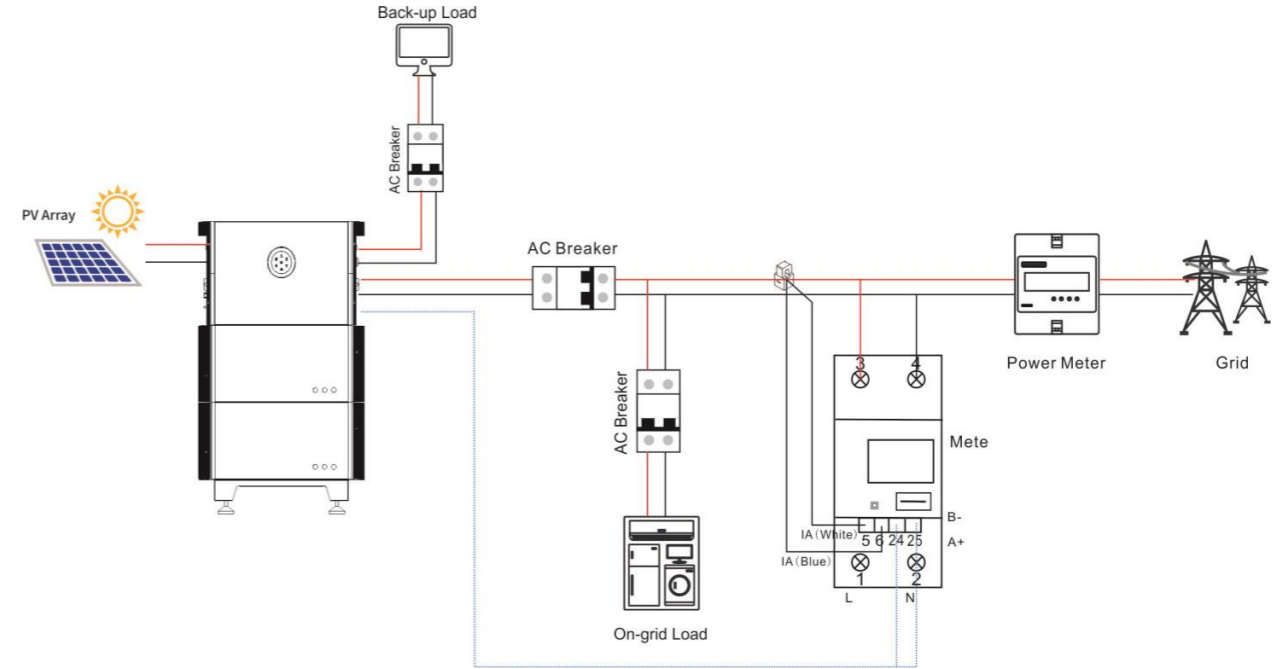 Back-up Load
AC Breaker
PV Array
AC Breaker
Power Meter
Grid
AC Breaker
On-grid Load
3 4
Mete
B-
IA(White) 5 6 24 25 A+
IA(Blue)
1 2
L N